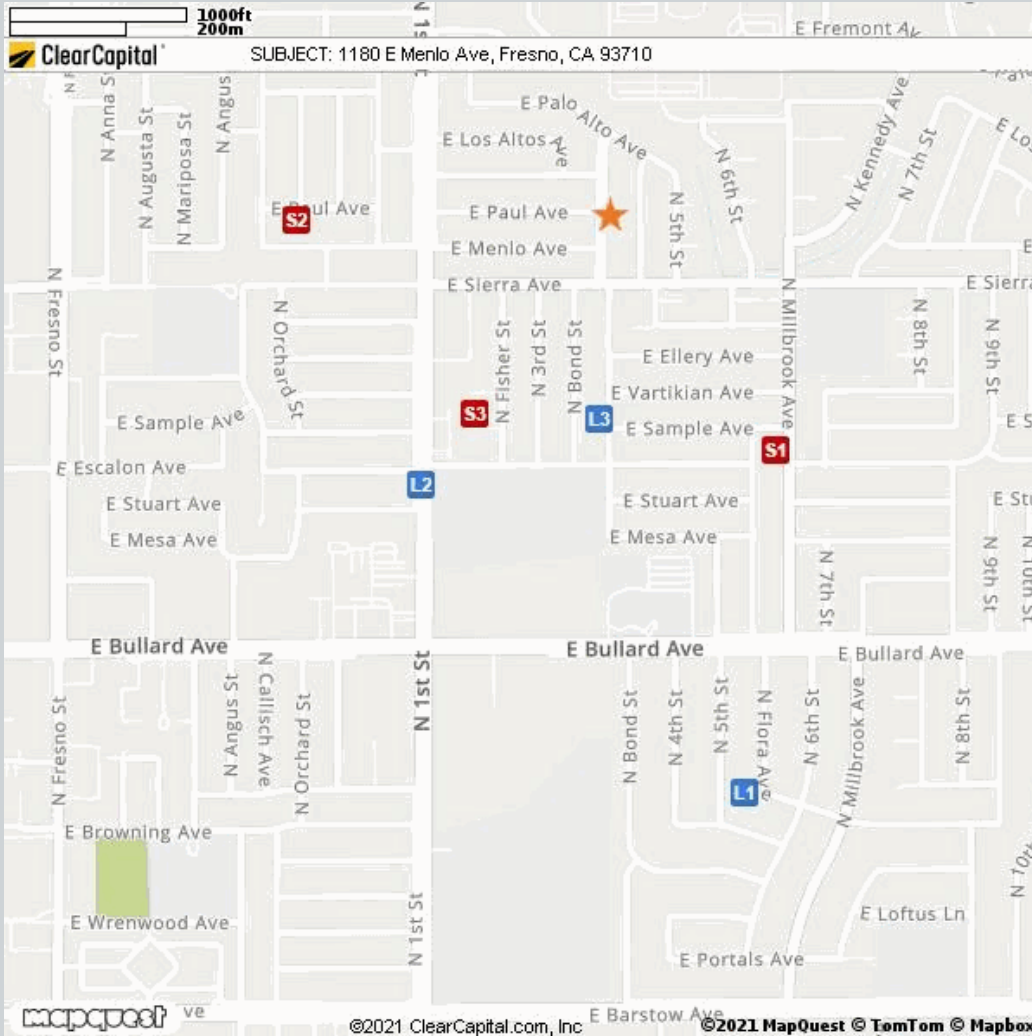 1000ft
200m
E Fremont
ClearCapital
SUBJECT: 1180 E Menlo Ave, Fresno, CA 93710
N Anna St
N Augusta St
N Mariposa St
N Angus
E Palo Alto Ave
E Los Altos Ave
N 6th St
N Kennedy Ave
N 7th St
E Los
E Paul Ave
S2
E Paul Ave
N 5th St
E Menlo Ave
E Sierra Ave
E Sierra
N Fresno St
N Orchard St
N Fisher St
N 3rd St
N Bond St
N Millbrook Ave
N 8th St
N 9th St
E Ellery Ave
E Vartikian Ave
S3
L3
E Sample Ave
E Sample Ave
E S
S1
E Escalon Ave
L2
E Stuart Ave
E Stuart Ave
E Stu
E Mesa Ave
E Mesa Ave
N 7th St
N 9th St
N 10th St
E Bullard Ave
E Bullard Ave
E Bullard Ave
N Fresno St
N Angus St
N Callisch Ave
N Orchard St
N 1st St
N Bond St
N 4th St
N 5th St
N Flora Ave
N 6th St
N Millbrook Ave
N 8th St
L1
E Browning Ave
N 10th
E Wrenwood Ave
N 1st St
E Loftus Ln
E Portals Ave
mapquest
ve
E Barstow Ave
©2021 ClearCapital.com, Inc
©2021 MapQuest © TomTom © Mapbox